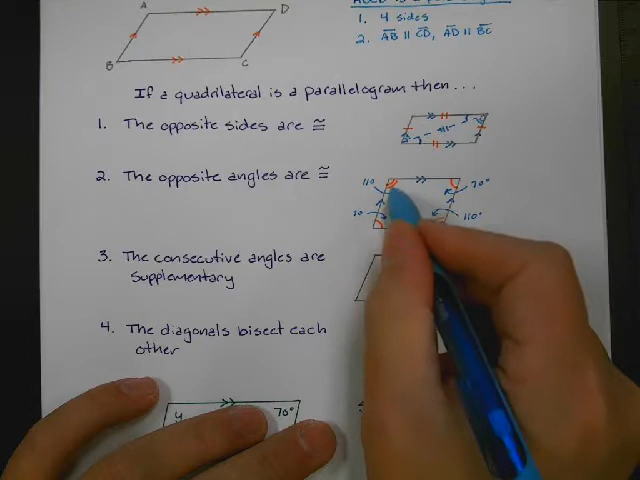 A
D
B
C
1. 4 sides
2. AB || CD, AD || BC
If a quadrilateral is a parallelogram then...
1. The opposite sides are ≅
2. The opposite angles are ≅
110
70°
110°
3. The consecutive angles are
supplementary
4. The diagonals bisect each
other
y
70°